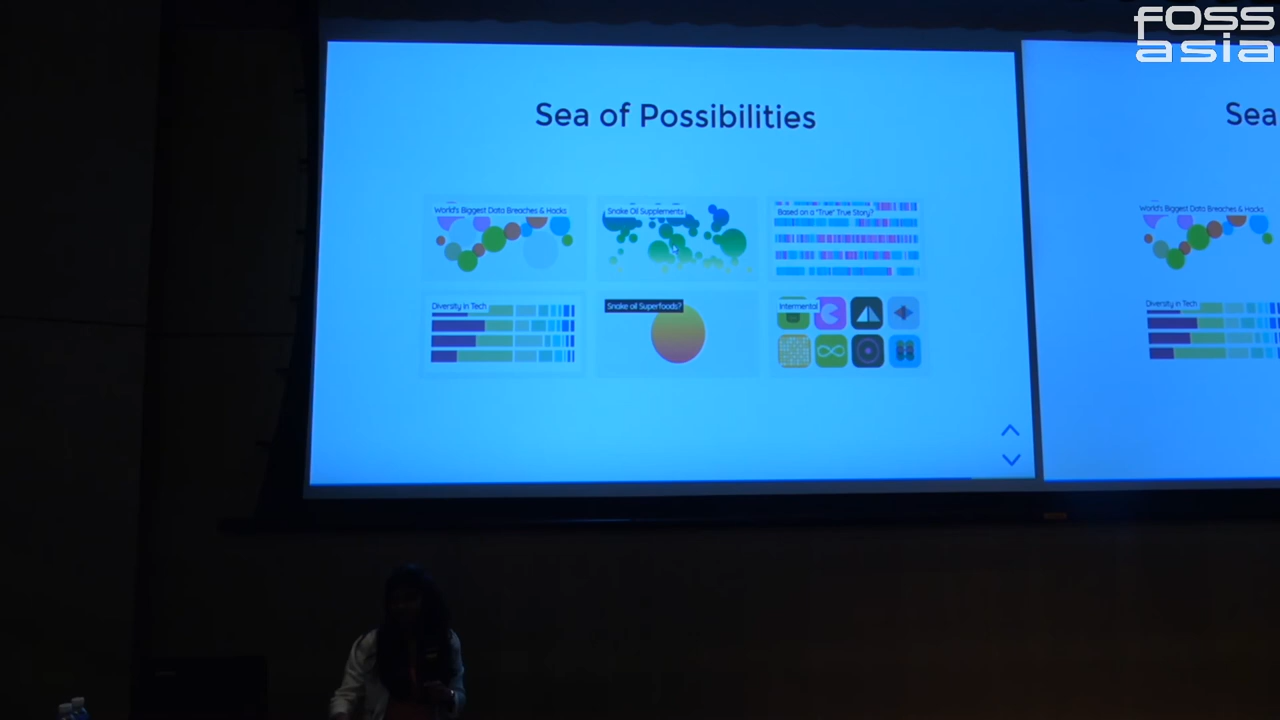 FOSS
asia
Sea of Possibilities
World's Biggest Data Breaches & Hacks
Snake Oil Supplements
Based on a "True" True Story?
Diversity In Tech
Snake oil Superfoods?
Intermental
Sea
World's Biggest Data Breaches & Hacks
Diversity In Tech